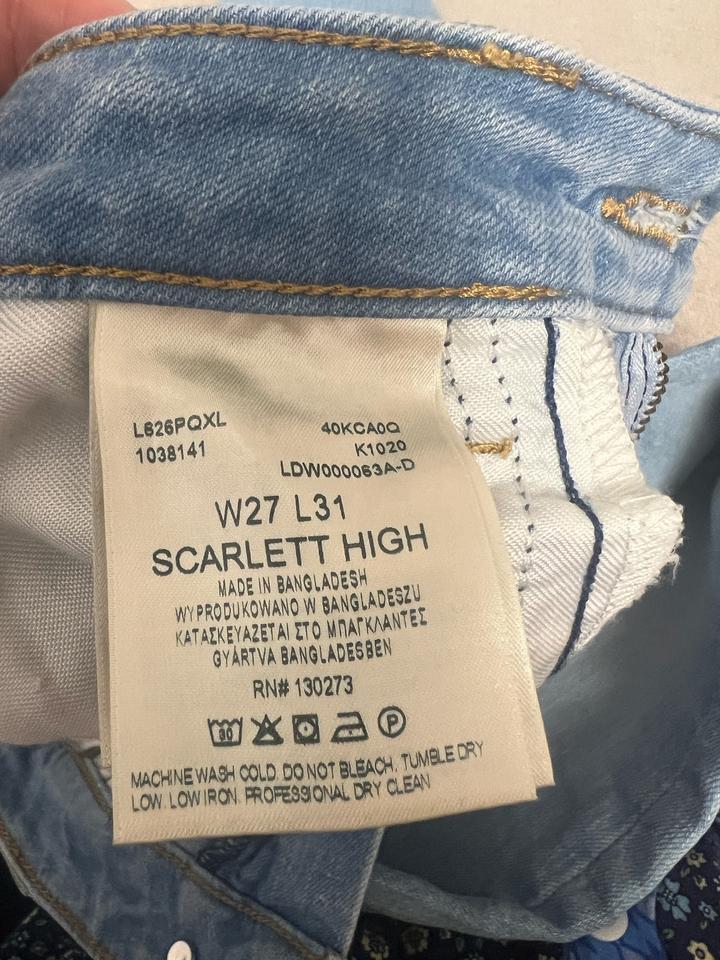 L626PQXL
1038141
40KCA0Q
K1020
LDW000063A-D
W27 L31
SCARLETT HIGH
MADE IN BANGLADESH
WYPRODUKOWANO W BANGLADESZU
ΚΑΤΑΣΚΕΥΑΖΕΤΑΙ ΣΤΟ ΜΠΑΓΚΛΑΝΤΕΣ
GYÁRTVA BANGLADESBEN
RN# 130273
30 P
MACHINE WASH COLD. DO NOT BLEACH. TUMBLE DRY
LOW. LOW IRON. PROFESSIONAL DRY CLEAN